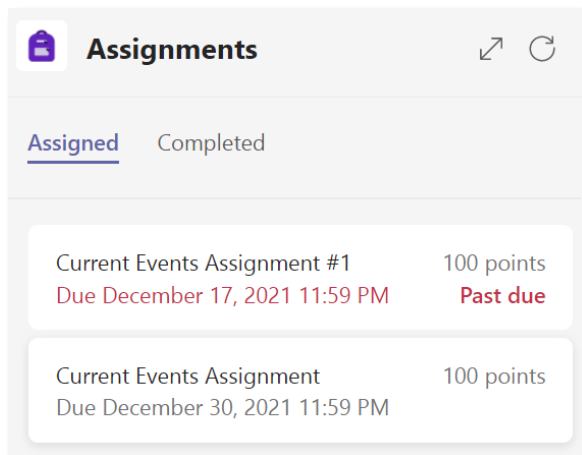 Assignments
Assigned Completed
Current Events Assignment #1 100 points
Due December 17, 2021 11:59 PM Past due
Current Events Assignment 100 points
Due December 30, 2021 11:59 PM